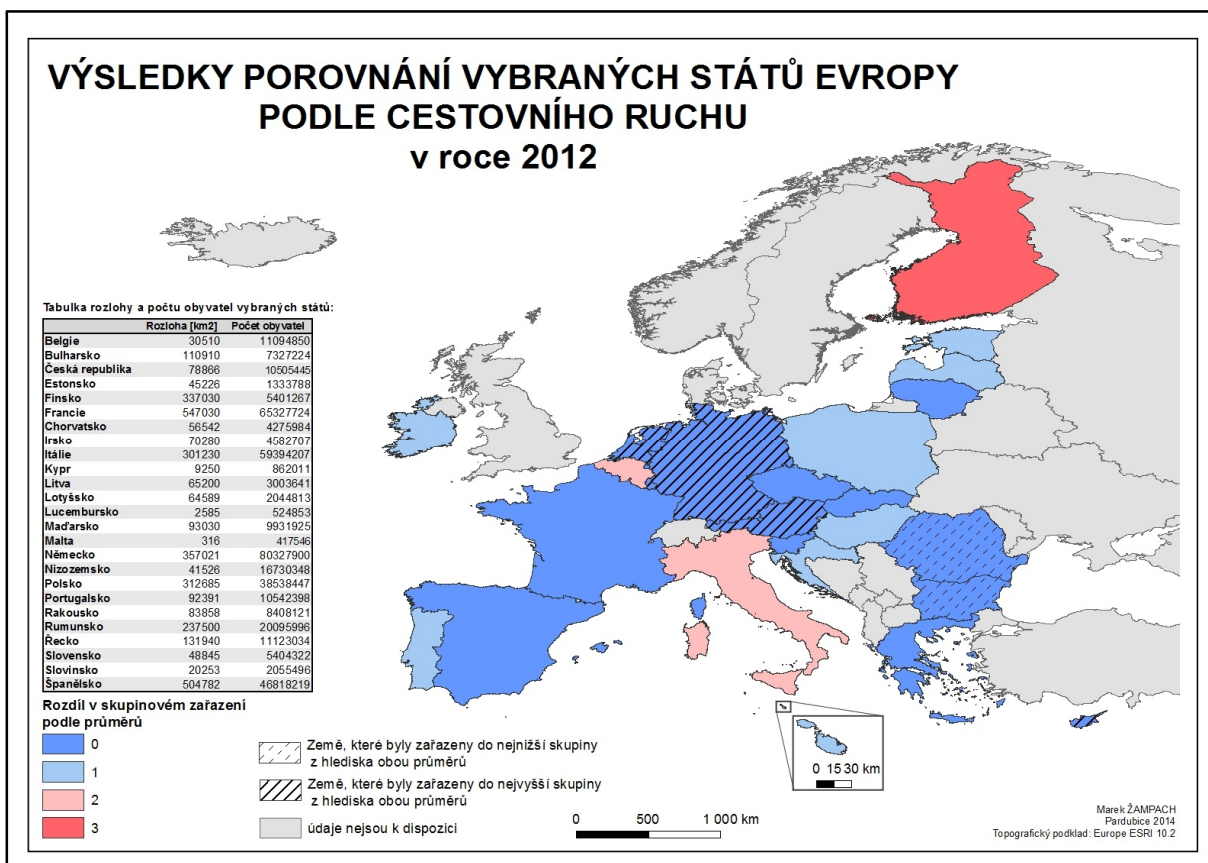 VÝSLEDKY POROVNÁNÍ VYBRANÝCH STÁTŮ EVROPY
PODLE CESTOVNÍHO RUCHU
v roce 2012
Tabulka rozlohy a počtu obyvatel vybraných států:
Rozloha [km2] Počet obyvatel
Belgie 30510 11094850
Bulharsko 110910 7327224
Česká republika 78866 10505445
Estonsko 45226 1333788
Finsko 337030 5401267
Francie 547030 65327724
Chorvatsko 56542 4275984
Irsko 70280 4582707
Itálie 301230 59394207
Kypr 9250 862011
Litva 65200 3003641
Lotyšsko 64589 2044813
Lucembursko 2585 524853
Maďarsko 93030 9931925
Malta 316 417546
Německo 357021 80327900
Nizozemsko 41526 16730348
Polsko 312685 38538447
Portugalsko 92391 10542398
Rakousko 83858 8408121
Rumunsko 237500 20095996
Řecko 131940 11123034
Slovensko 48845 5404322
Slovinsko 20253 2055496
Španělsko 504782 46818219
Rozdíl v skupinovém zařazení
podle průměrů
0
1
2
3
Země, které byly zařazeny do nejnižší skupiny
z hlediska obou průměrů
Země, které byly zařazeny do nejvyšší skupiny
z hlediska obou průměrů
údaje nejsou k dispozici
0 500 1 000 km
0 15 30 km
Marek ŽAMPACH
Pardubice 2014
Topografický podklad: Europe ESRI 10.2